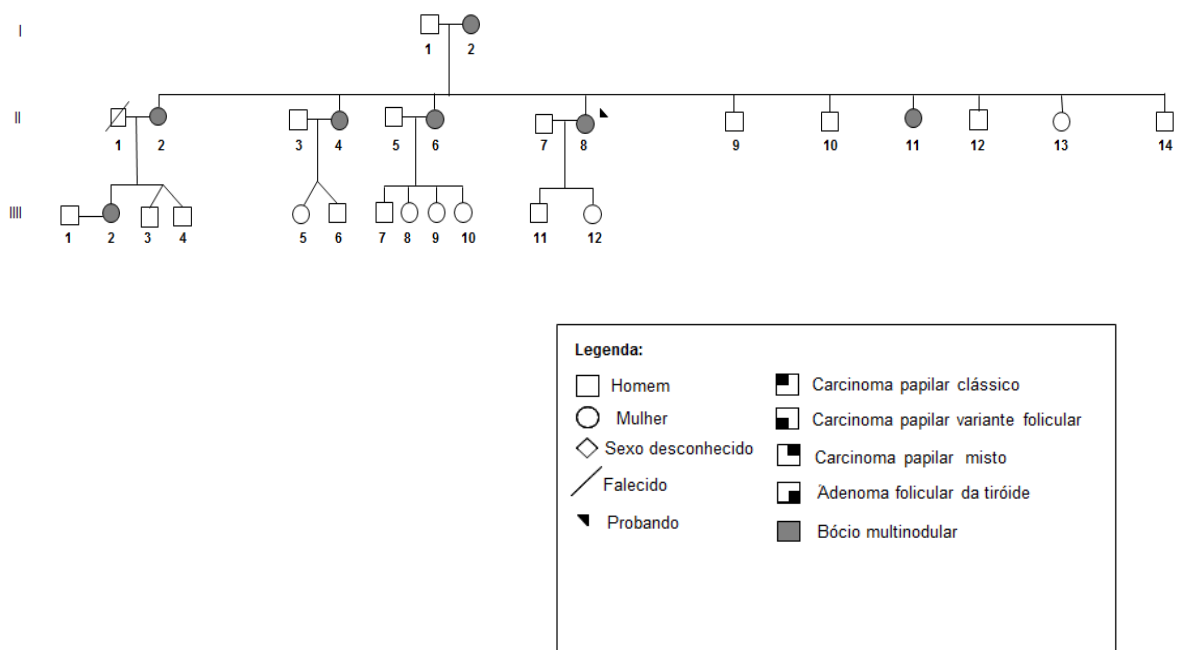 I
1 2
II
1 2 3 4 5 6 7 8 9 10 11 12 13 14
IIII
1 2 3 4 5 6 7 8 9 10 11 12
Legenda:
Homem
Mulher
Sexo desconhecido
Falecido
Probando
Carcinoma papilar clássico
Carcinoma papilar variante folicular
Carcinoma papilar misto
Adenoma folicular da tiróide
Bócio multinodular